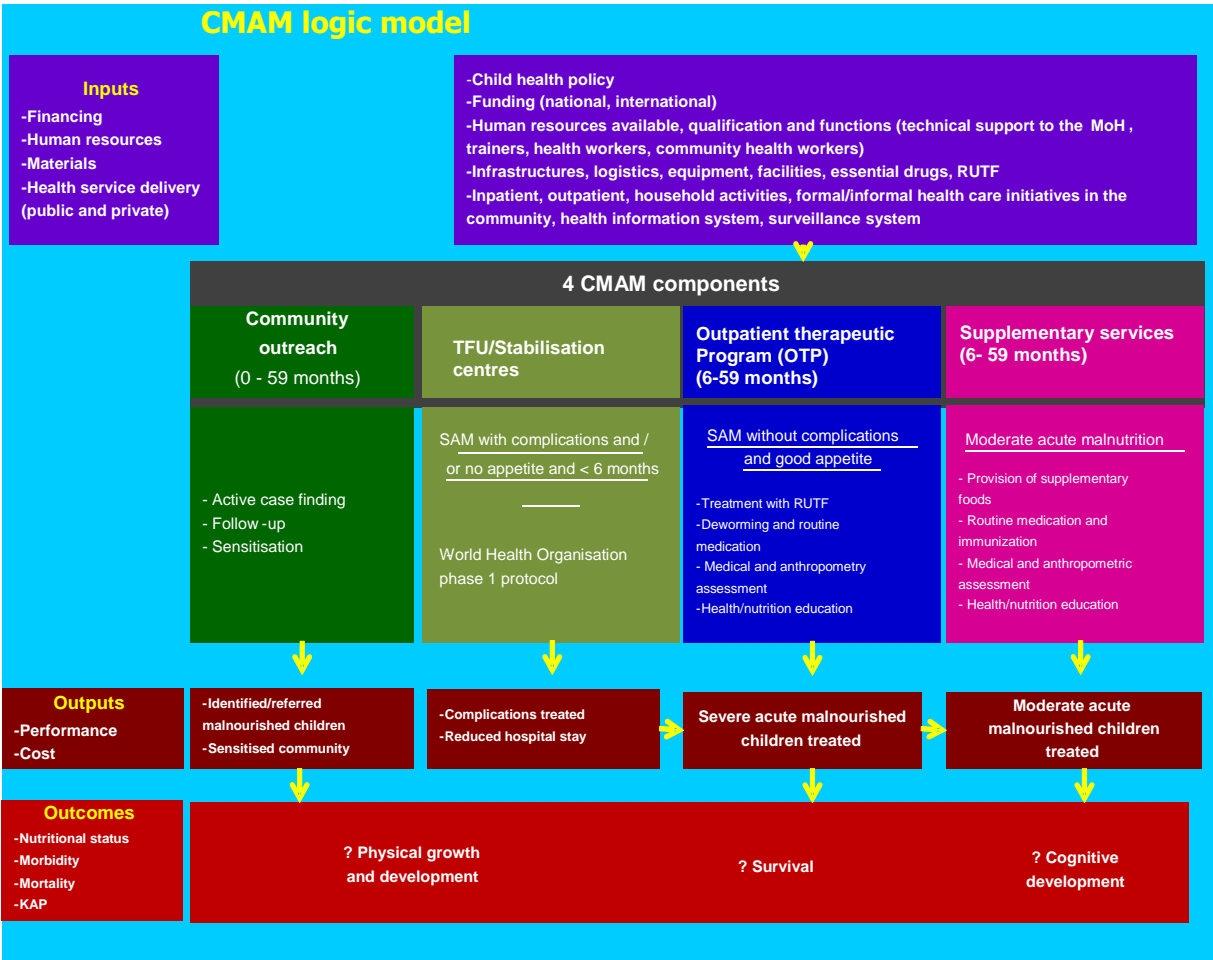 CMAM logic model
Inputs
-Financing
-Human resources
-Materials
-Health service delivery
(public and private)
-Child health policy
-Funding (national, international)
-Human resources available, qualification and functions (technical support to the MoH ,
trainers, health workers, community health workers)
-Infrastructures, logistics, equipment, facilities, essential drugs, RUTF
-Inpatient, outpatient, household activities, formal/informal health care initiatives in the
community, health information system, surveillance system
4 CMAM components
Community
outreach
(0 - 59 months)
TFU/Stabilisation
centres
Outpatient therapeutic
Program (OTP)
(6-59 months)
Supplementary services
(6- 59 months)
- Active case finding
- Follow -up
- Sensitisation
SAM with complications and /
or no appetite and < 6 months
World Health Organisation
phase 1 protocol
SAM without complications
and good appetite
-Treatment with RUTF
-Deworming and routine
medication
- Medical and anthropometry
assessment
-Health/nutrition education
Moderate acute malnutrition
- Provision of supplementary
foods
- Routine medication and
immunization
- Medical and anthropometric
assessment
- Health/nutrition education
Outputs
-Performance
-Cost
-Identified/referred
malnourished children
-Sensitised community
-Complications treated
-Reduced hospital stay
Severe acute malnourished
children treated
Moderate acute
malnourished children
treated
Outcomes
-Nutritional status
-Morbidity
-Mortality
-KAP
? Physical growth
and development
? Survival
? Cognitive
development